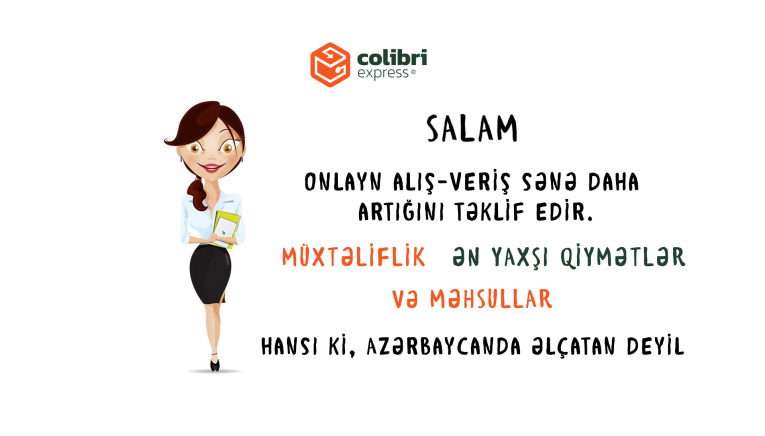 colibri
express®
SALAM
ONLAYN ALIŞ-VERİŞ SƏNƏ DAHA
ARTIĞINI TƏKLİF EDİR.
MÜXTƏLİFLİK ƏN YAXŞI QİYMƏTLƏR
VƏ MƏHSULLAR
HANSI Kİ, AZƏRBAYCANDA ƏLÇATAN DEYİL